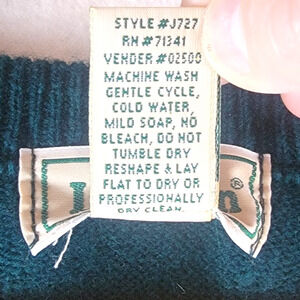 STYLE #J727
RN #71341
VENDER #02500
MACHINE WASH
GENTLE CYCLE,
COLD WATER,
MILD SOAP, NO
BLEACH, DO NOT
TUMBLE DRY
RESHAPE & LAY
FLAT TO DRY OR
PROFESSIONALLY
DRY CLEAN.
®